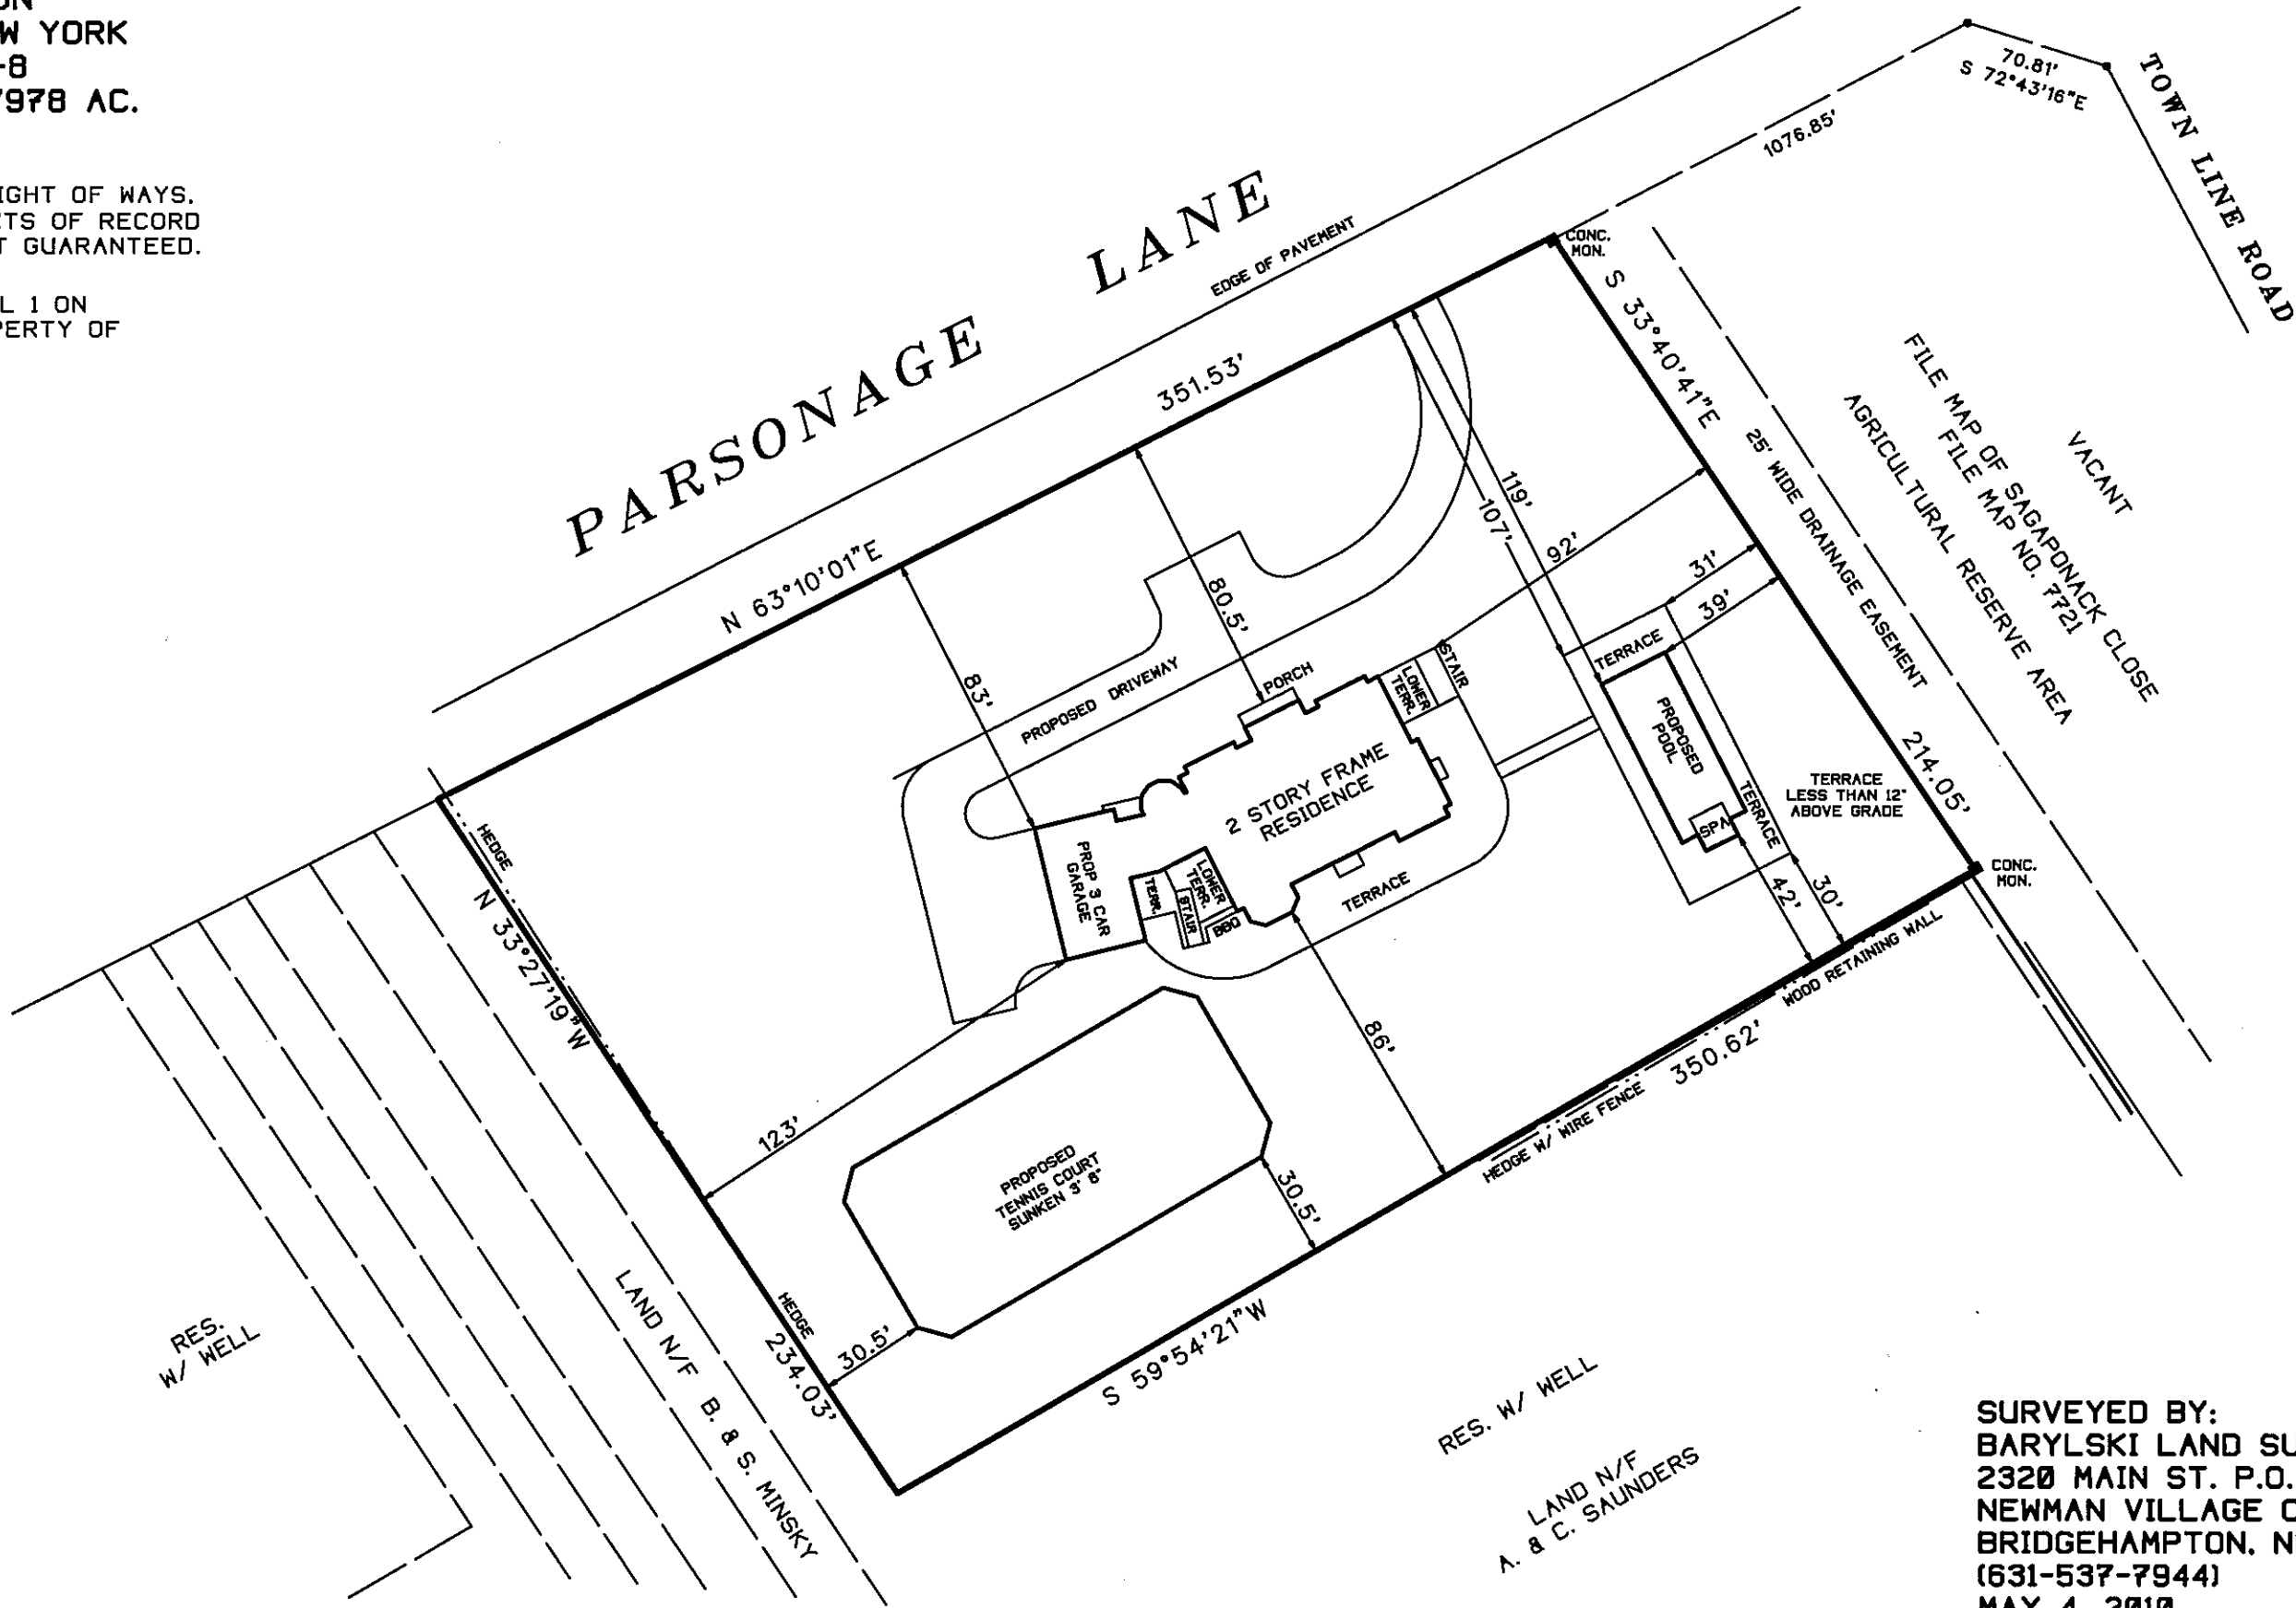 W YORK
-8
7978 AC.
IGHT OF WAYS,
TS OF RECORD
T GUARANTEED.
L 1 ON
PERTY OF
PARSONAGE LANE
EDGE OF PAVEMENT
1076.85'
70.81'
S 72°43'16"E
TOWN LINE ROAD
CONC.
MON.
N 63°10'01"E
351.53'
S 33°40'41"E
214.05'
25' WIDE DRAINAGE EASEMENT
VACANT
FILE MAP OF SAGAPONACK CLOSE
FILE MAP NO. 7721
AGRICULTURAL RESERVE AREA
119'
107'
92'
31'
39'
80.5'
83'
PROPOSED DRIVEWAY
PORCH
LOWER
TERR.
STAIR
TERRACE
PROPOSED
POOL
TERRACE
SPA
TERRACE
LESS THAN 12"
ABOVE GRADE
2 STORY FRAME
RESIDENCE
PROP 3 CAR
GARAGE
TERR.
LOWER
TERR.
STAIR
BBQ
TERRACE
42'
30'
CONC.
MON.
WOOD RETAINING WALL
350.62'
HEDGE W/ WIRE FENCE
86'
HEDGE
N 33°27'19"W
123'
PROPOSED
TENNIS COURT
SUNKEN 3' 8"
30.5'
30.5'
HEDGE
234.03'
S 59°54'21"W
LAND N/F B. & S. MINSKY
RES.
W/ WELL
RES. W/ WELL
LAND N/F
A. & C. SAUNDERS
SURVEYED BY:
BARYLSKI LAND SU
2320 MAIN ST. P.O.
NEWMAN VILLAGE
BRIDGEHAMPTON, N
(631-537-7944)
MAY 4, 2010